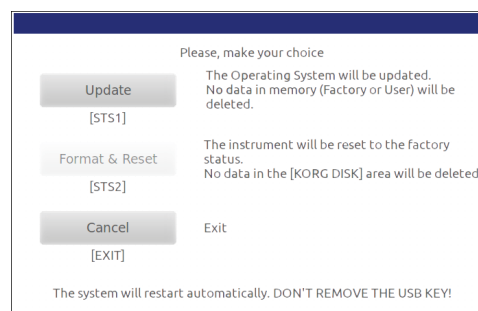 Please, make your choice
Update
[STS1]
The Operating System will be updated.
No data in memory (Factory or User) will be
deleted.
Format & Reset
[STS2]
The instrument will be reset to the factory
status.
No data in the [KORG DISK] area will be deleted
Cancel
[EXIT]
Exit
The system will restart automatically. DON'T REMOVE THE USB KEY!